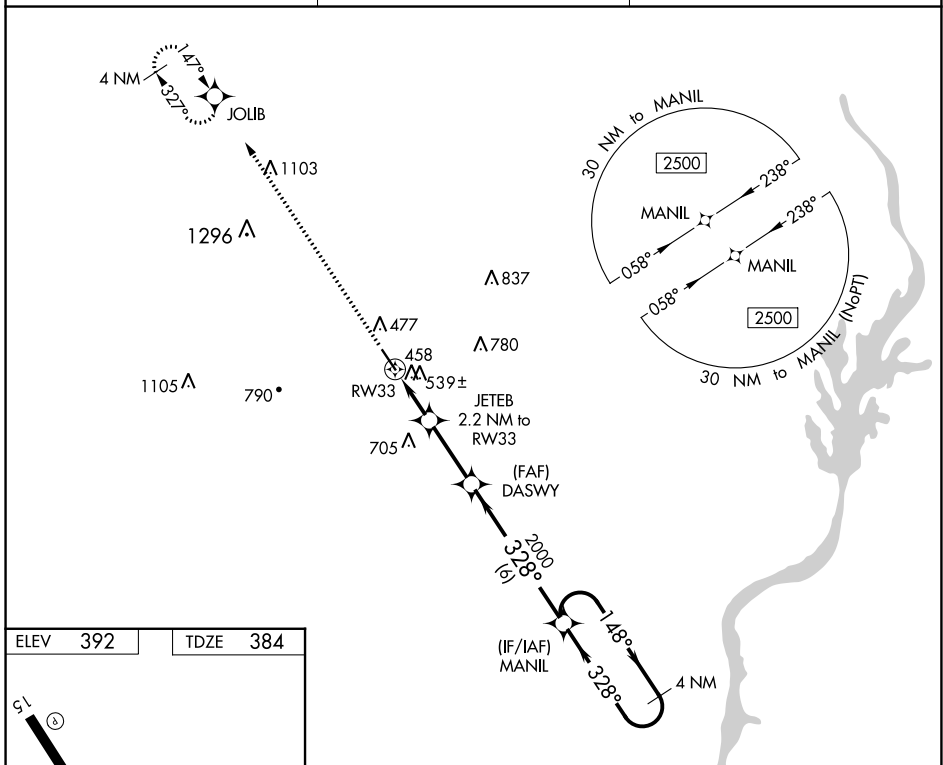 147°
4 NM
327°
JOLIB
1103
1296
30 NM to MANIL
2500
238°
MANIL
058°
238°
MANIL
058°
2500
30 NM to MANIL (NoPT)
837
477
780
458
539±
RW33
1105
790
JETEB
2.2 NM to
RW33
705
(FAF)
DASWY
2000
328°
(6)
(IF/IAF)
MANIL
148°
328°
4 NM
ELEV 392
TDZE 384
15
P